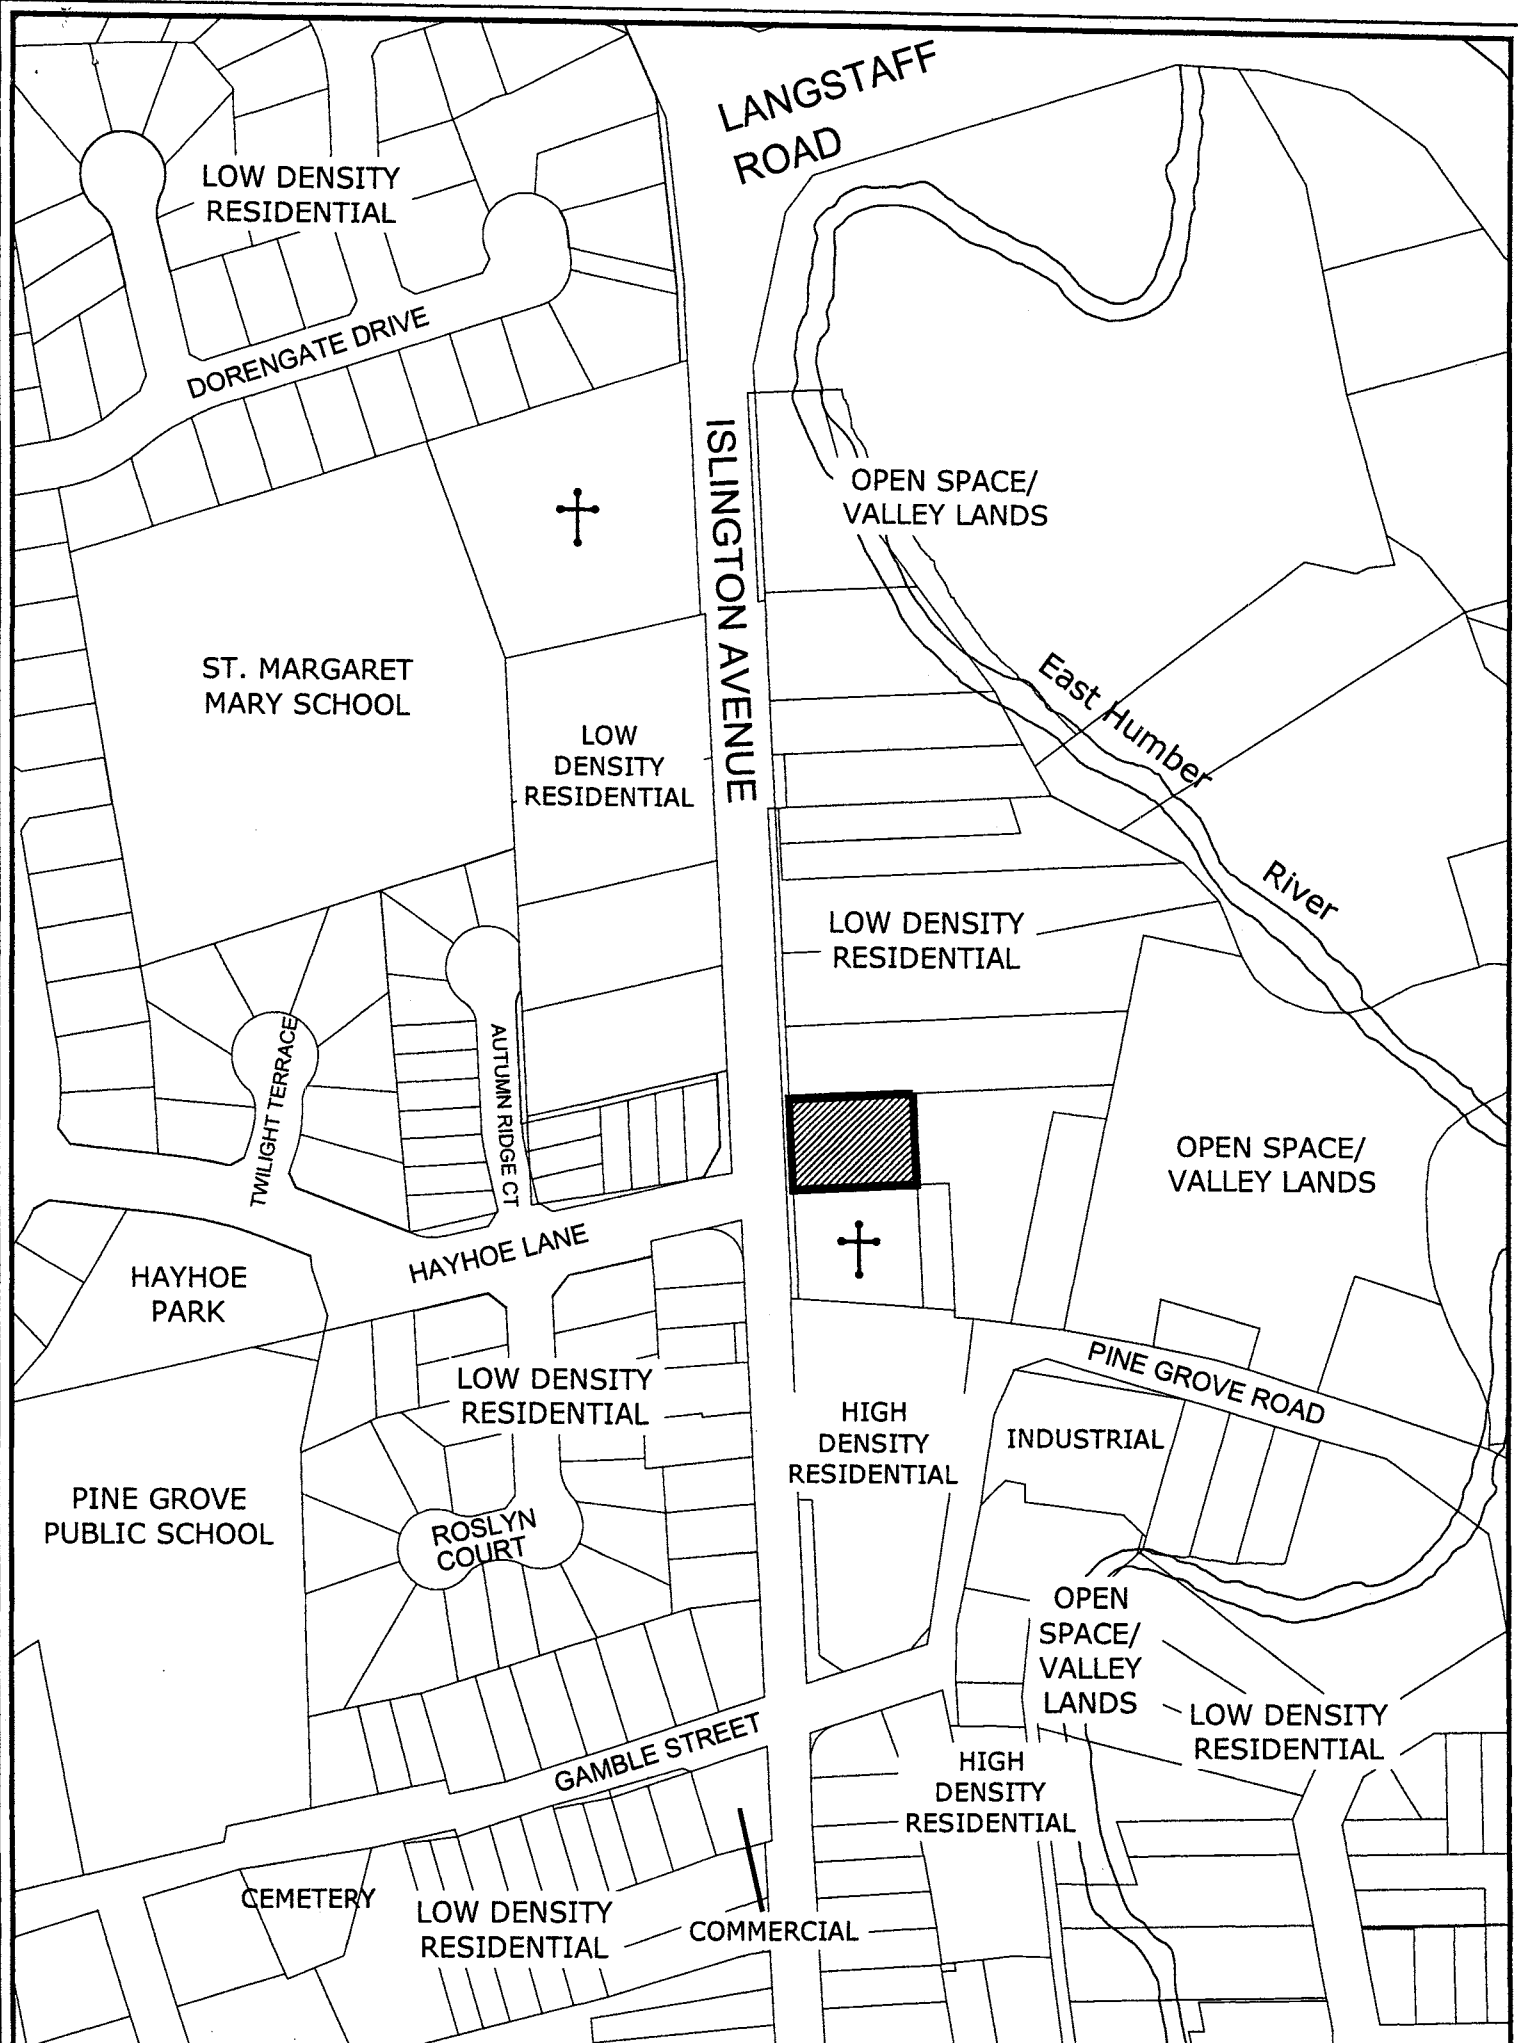 LANGSTAFF
ROAD
LOW DENSITY
RESIDENTIAL
DORENGATE DRIVE
ISLINGTON AVENUE
OPEN SPACE/
VALLEY LANDS
ST. MARGARET
MARY SCHOOL
LOW
DENSITY
RESIDENTIAL
East Humber
River
LOW DENSITY
RESIDENTIAL
TWILIGHT TERRACE
AUTUMN RIDGE CT
OPEN SPACE/
VALLEY LANDS
HAYHOE LANE
HAYHOE
PARK
LOW DENSITY
RESIDENTIAL
PINE GROVE ROAD
HIGH
DENSITY
RESIDENTIAL
INDUSTRIAL
PINE GROVE
PUBLIC SCHOOL
ROSLYN
COURT
OPEN
SPACE/
VALLEY
LANDS
LOW DENSITY
RESIDENTIAL
GAMBLE STREET
HIGH
DENSITY
RESIDENTIAL
CEMETERY
LOW DENSITY
RESIDENTIAL
COMMERCIAL